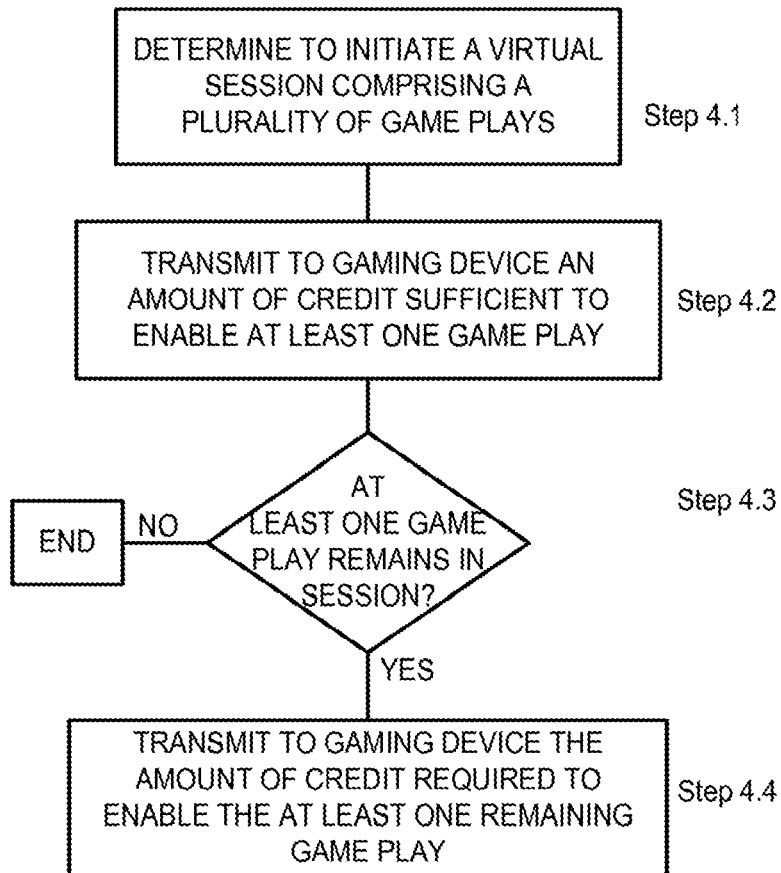 DETERMINE TO INITIATE A VIRTUAL
SESSION COMPRISING A
PLURALITY OF GAME PLAYS
Step 4.1
TRANSMIT TO GAMING DEVICE AN
AMOUNT OF CREDIT SUFFICIENT TO
ENABLE AT LEAST ONE GAME PLAY
Step 4.2
AT
LEAST ONE GAME
PLAY REMAINS IN
SESSION?
Step 4.3
NO
END
YES
TRANSMIT TO GAMING DEVICE THE
AMOUNT OF CREDIT REQUIRED TO
ENABLE THE AT LEAST ONE REMAINING
GAME PLAY
Step 4.4